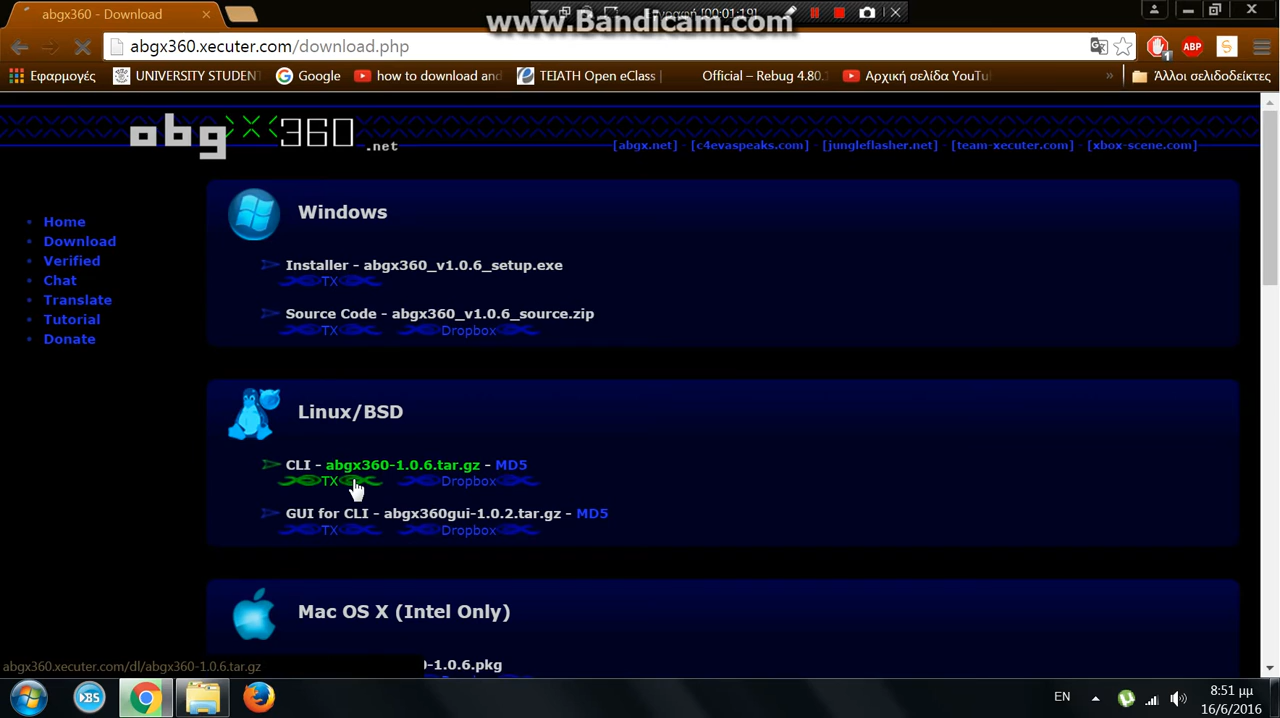 abgx360 - Download
www.Bandicam.com
[00:01:19]
abgx360.xecuter.com/download.php
ABP
Εφαρμογές
UNIVERSITY STUDENT
Google
how to download and
TEIATH Open eClass |
Official – Rebug 4.80.
Αρχική σελίδα YouTu
»
Άλλοι σελιδοδείκτες
abgx360 .net
[abgx.net] · [c4evaspeaks.com] · [jungleflasher.net] · [team-xecuter.com] · [xbox-scene.com]
Home
Download
Verified
Chat
Translate
Tutorial
Donate
Windows
Installer - abgx360_v1.0.6_setup.exe
TX
Source Code - abgx360_v1.0.6_source.zip
TX Dropbox
Linux/BSD
CLI - abgx360-1.0.6.tar.gz - MD5
TX Dropbox
GUI for CLI - abgx360gui-1.0.2.tar.gz - MD5
TX Dropbox
Mac OS X (Intel Only)
-1.0.6.pkg
abgx360.xecuter.com/dl/abgx360-1.0.6.tar.gz
EN
8:51 μμ
16/6/2016